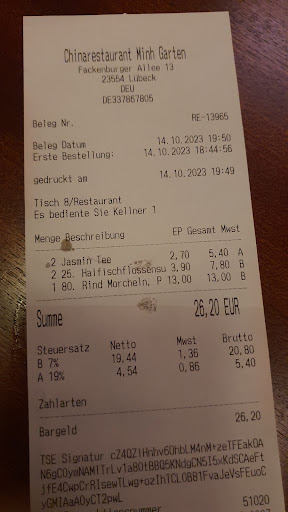 Chinarestaurant Minh Garten
Fackenburger Allee 13
23554 Lübeck
DEU
DE337857805
Beleg Nr. RE-13965
Beleg Datum 14.10.2023 19:50
Erste Bestellung: 14.10.2023 18:44:56
gedruckt am 14.10.2023 19:49
Tisch 8/Restaurant
Es bediente Sie Kellner 1
Menge Beschreibung EP Gesamt Mwst
2 Jasmin Tee 2,70 5,40 A
2 25. Haifischflossensu 3,90 7,80 B
1 80. Rind Morcheln, P 13,00 13,00 B
Summe 26,20 EUR
Steuersatz Netto Mwst Brutto
B 7% 19,44 1,36 20,80
A 19% 4,54 0,86 5,40
Zahlarten
Bargeld 26,20
TSE Signatur
51020